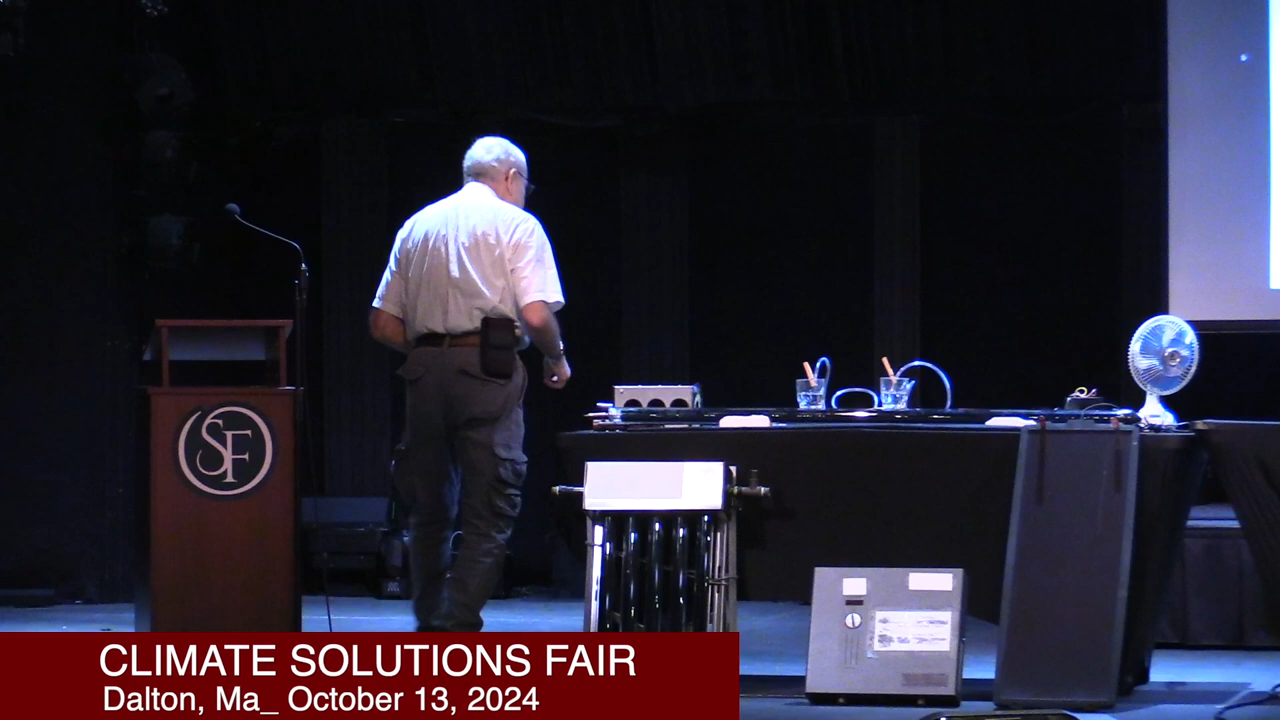 SF
CLIMATE SOLUTIONS FAIR
Dalton, Ma_ October 13, 2024